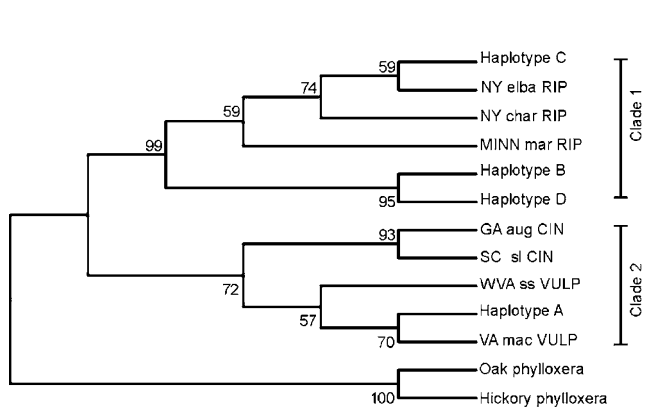 Haplotype C
59
NY elba RIP
74
NY char RIP
59
MINN mar RIP
99
Haplotype B
Haplotype D
95
Clade 1
GA aug CIN
93
SC sl CIN
WVA ss VULP
72
Haplotype A
57
VA mac VULP
70
Clade 2
Oak phylloxera
Hickory phylloxera
100